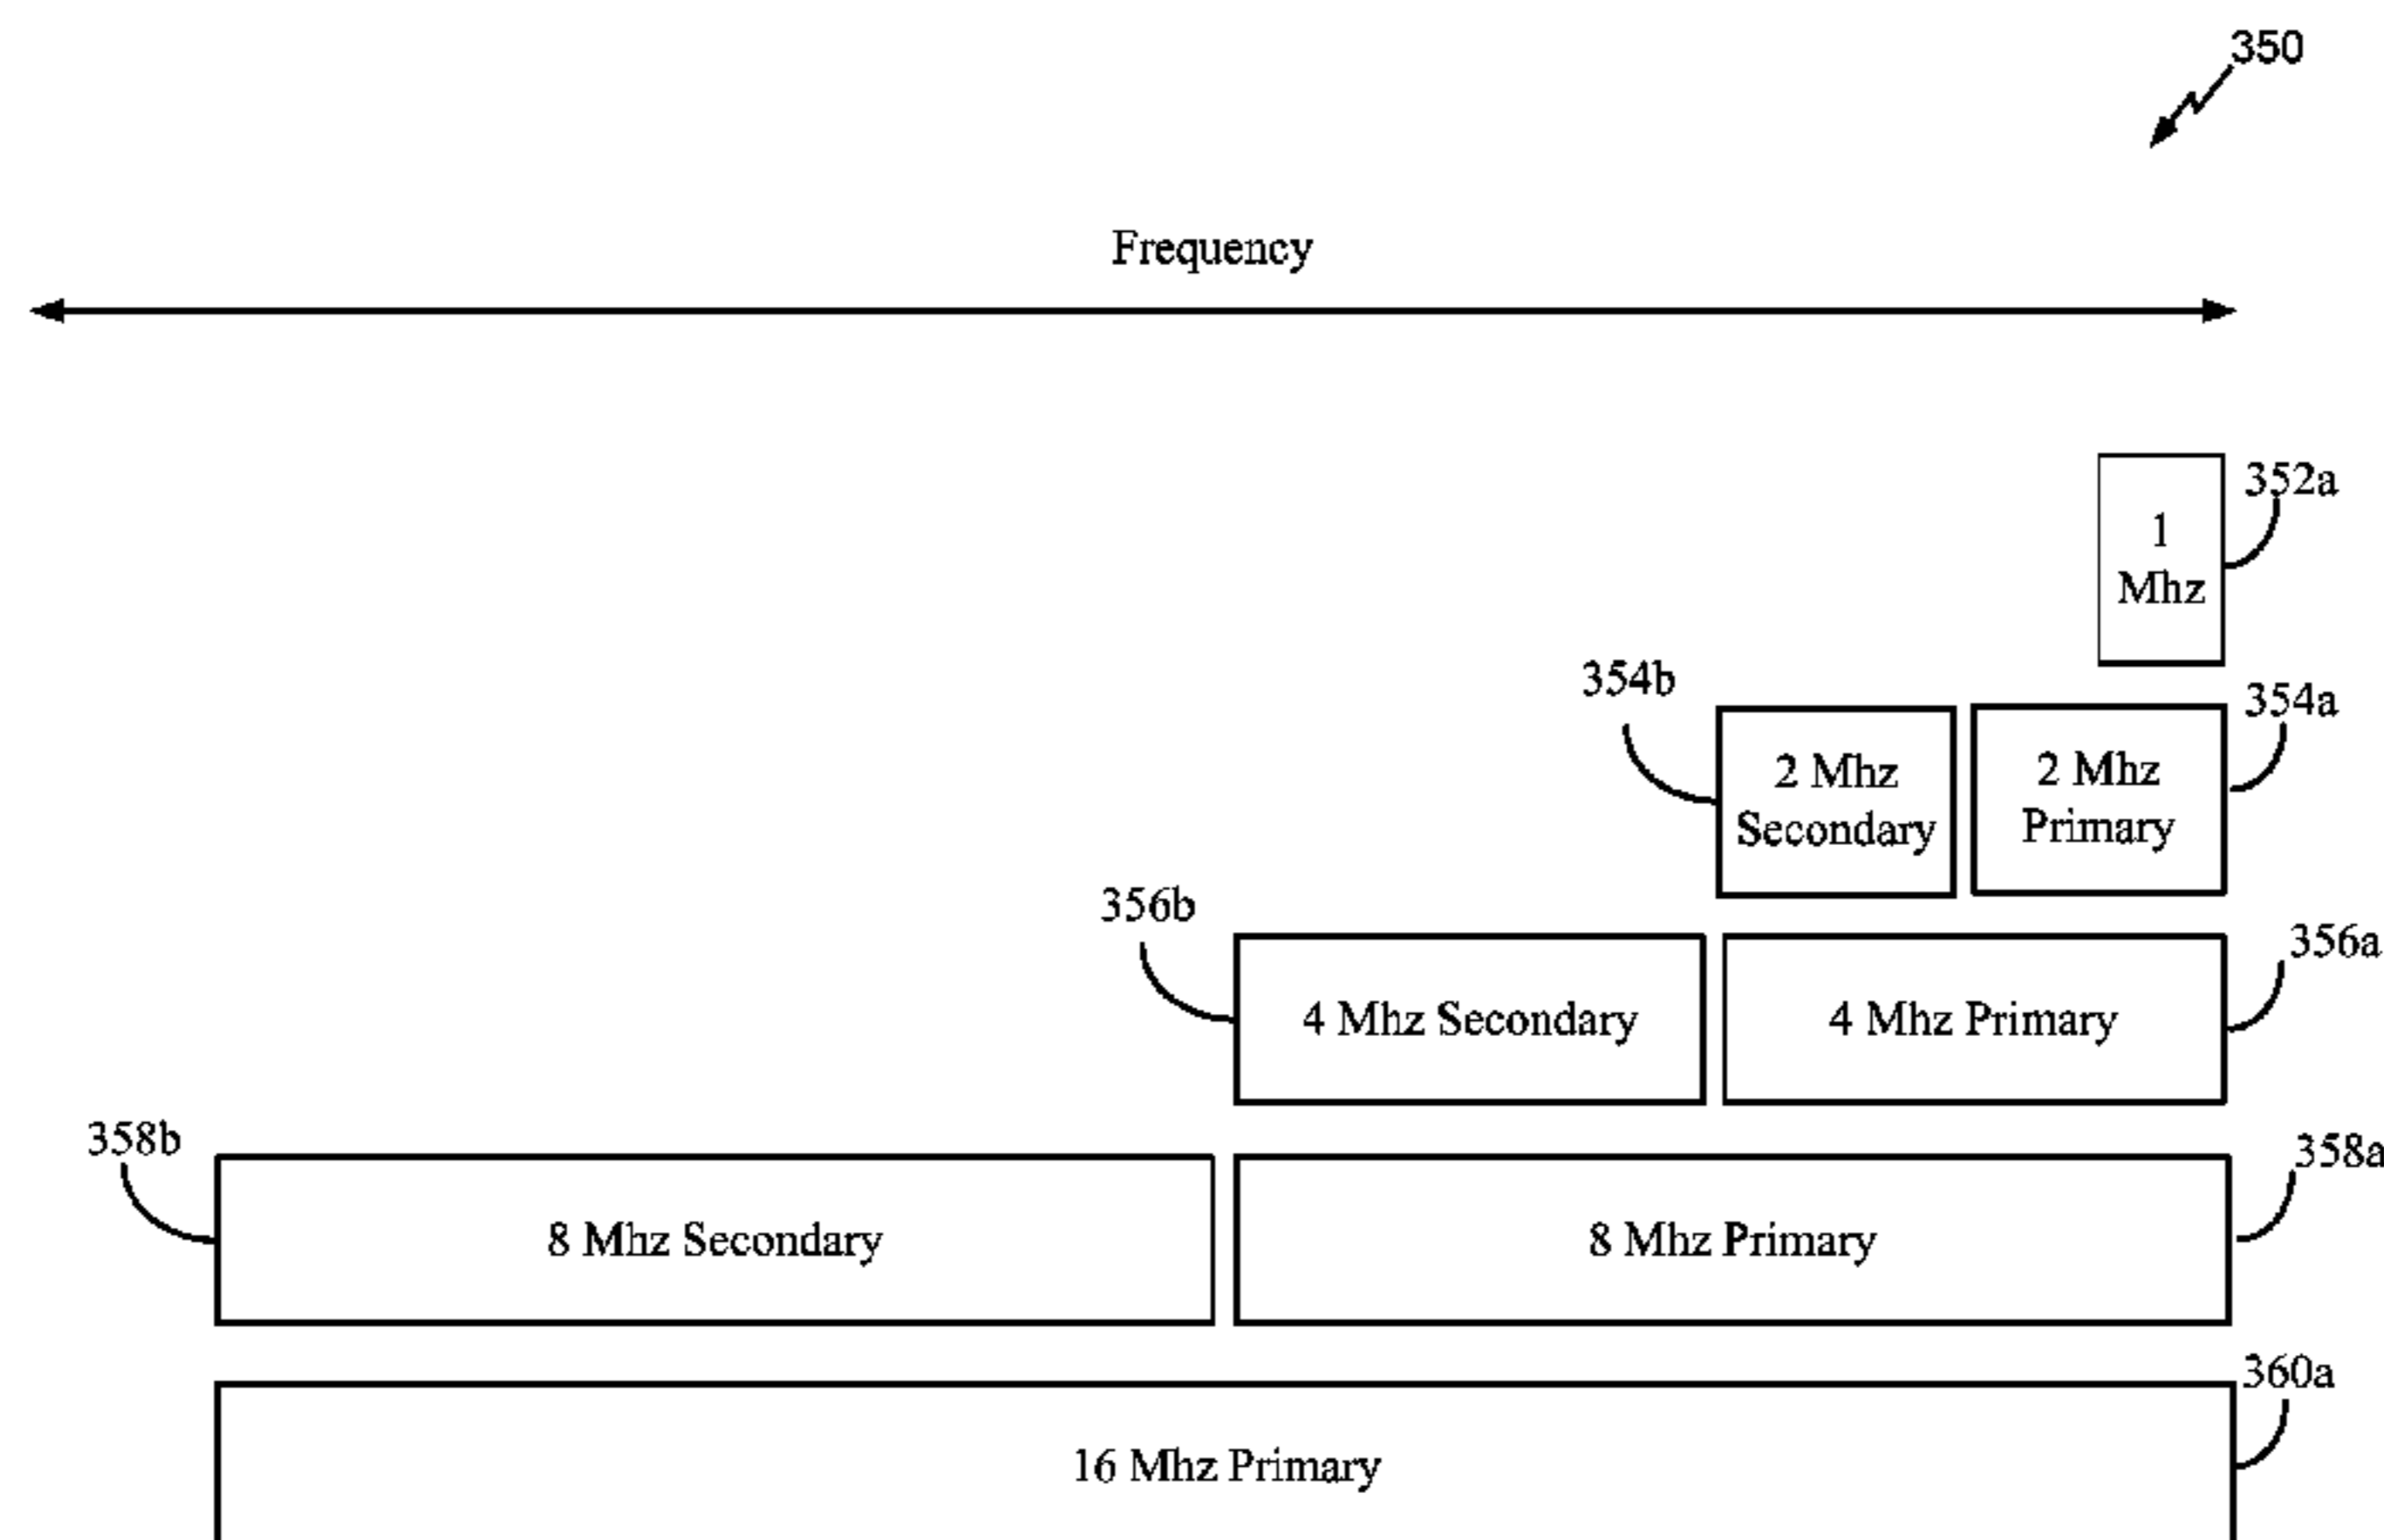 350
Frequency
352a
1
Mhz
354b
354a
2 Mhz
Secondary
2 Mhz
Primary
356b
356a
4 Mhz Secondary
4 Mhz Primary
358b
358a
8 Mhz Secondary
8 Mhz Primary
360a
16 Mhz Primary